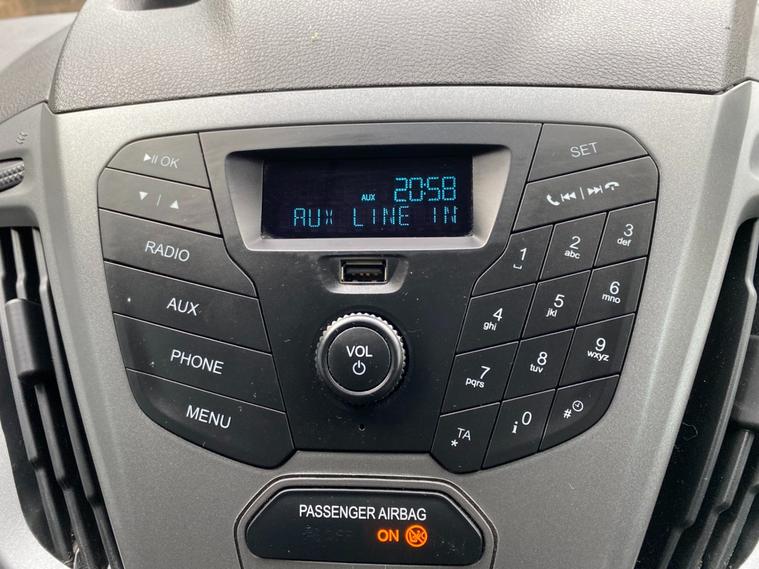 OK
SET
20:58
AUX
AUX LINE IN
RADIO
AUX
PHONE
MENU
VOL
1
2
abc
3
def
4
ghi
5
jkl
6
mno
7
pqrs
8
tuv
9
wxyz
TA
*
i 0
#
PASSENGER AIRBAG
ON